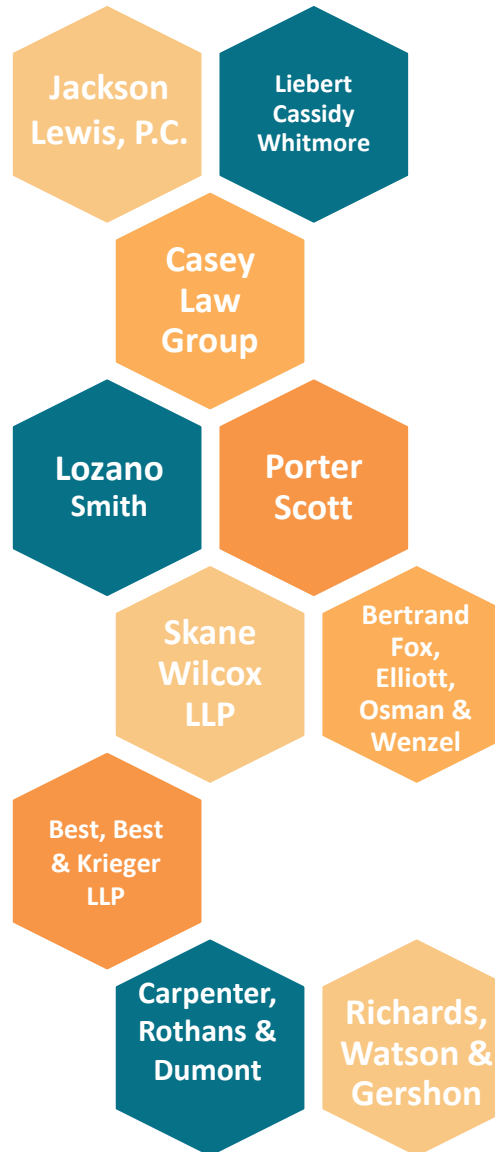 Jackson
Lewis, P.C.
Liebert
Cassidy
Whitmore
Casey
Law
Group
Lozano
Smith
Porter
Scott
Skane
Wilcox
LLP
Bertrand
Fox,
Elliott,
Osman &
Wenzel
Best, Best
& Krieger
LLP
Carpenter,
Rothans &
Dumont
Richards,
Watson &
Gershon